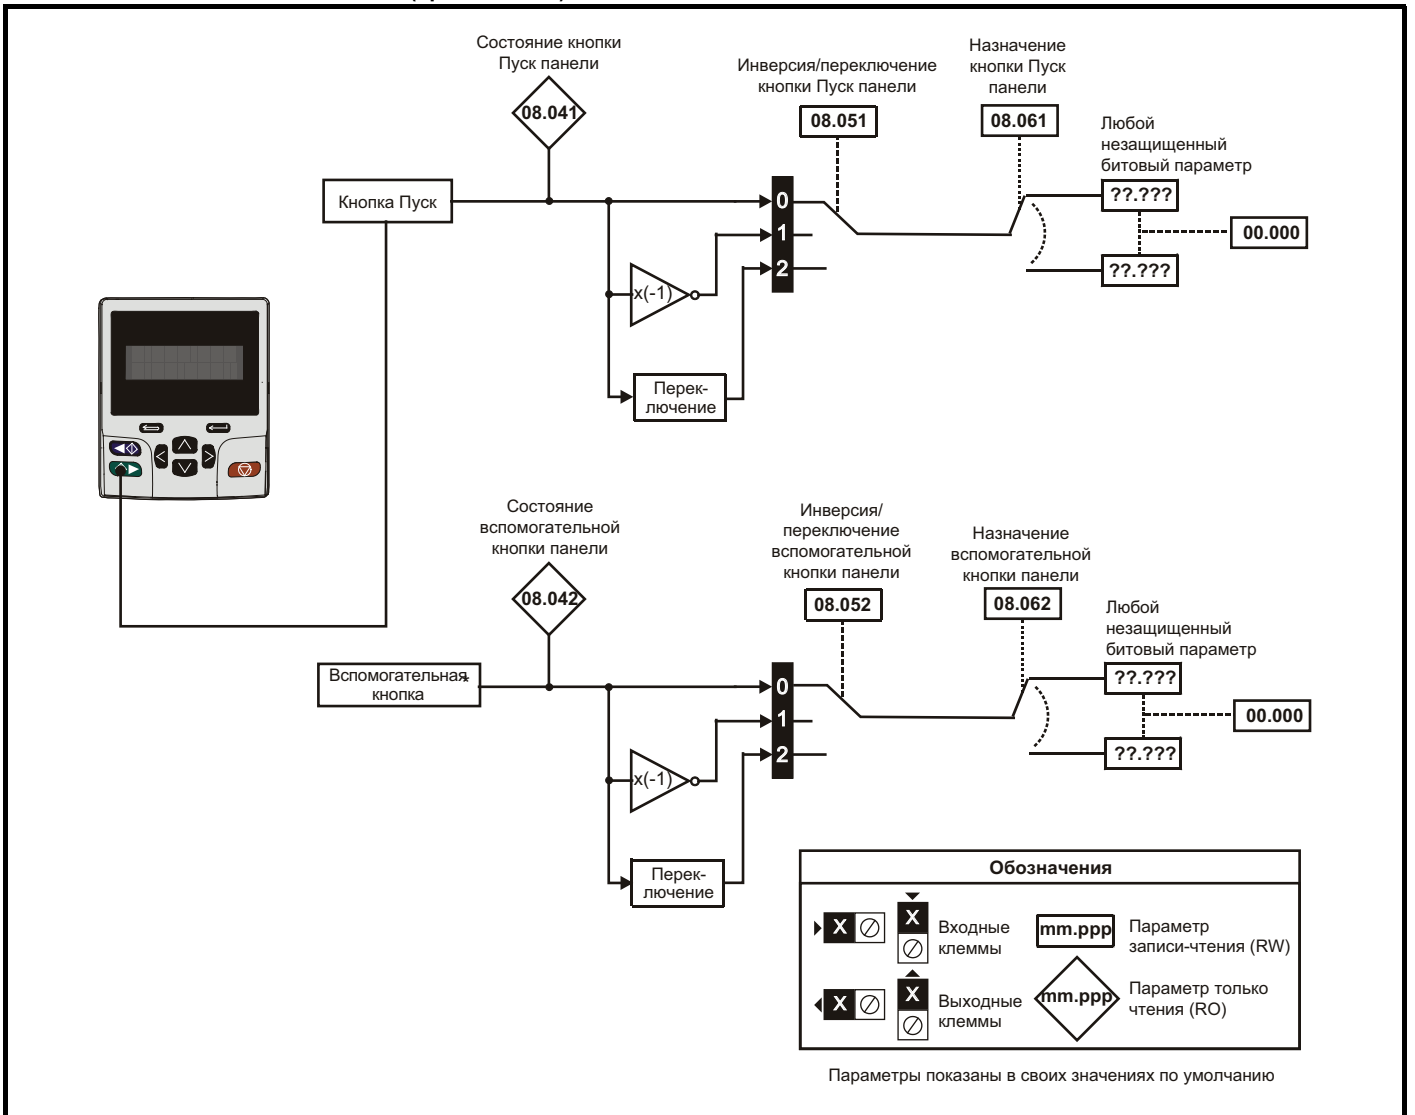 Состояние кнопки
Пуск панели
08.041
Инверсия/переключение
кнопки Пуск панели
08.051
Назначение
кнопки Пуск
панели
08.061
Любой
незащищенный
битовый параметр
??.???
??.???
00.000
Кнопка Пуск
0
1
2
x(-1)
Перек-
лючение
Состояние
вспомогательной
кнопки панели
08.042
Инверсия/
переключение
вспомогательной
кнопки панели
08.052
Назначение
вспомогательной
кнопки панели
08.062
Любой
незащищенный
битовый параметр
??.???
??.???
00.000
Вспомогательная*
кнопка
0
1
2
x(-1)
Перек-
лючение
Обозначения
X
X
Входные
клеммы
mm.ppp
Параметр
записи-чтения (RW)
X
X
Выходные
клеммы
mm.ppp
Параметр только
чтения (RO)
Параметры показаны в своих значениях по умолчанию